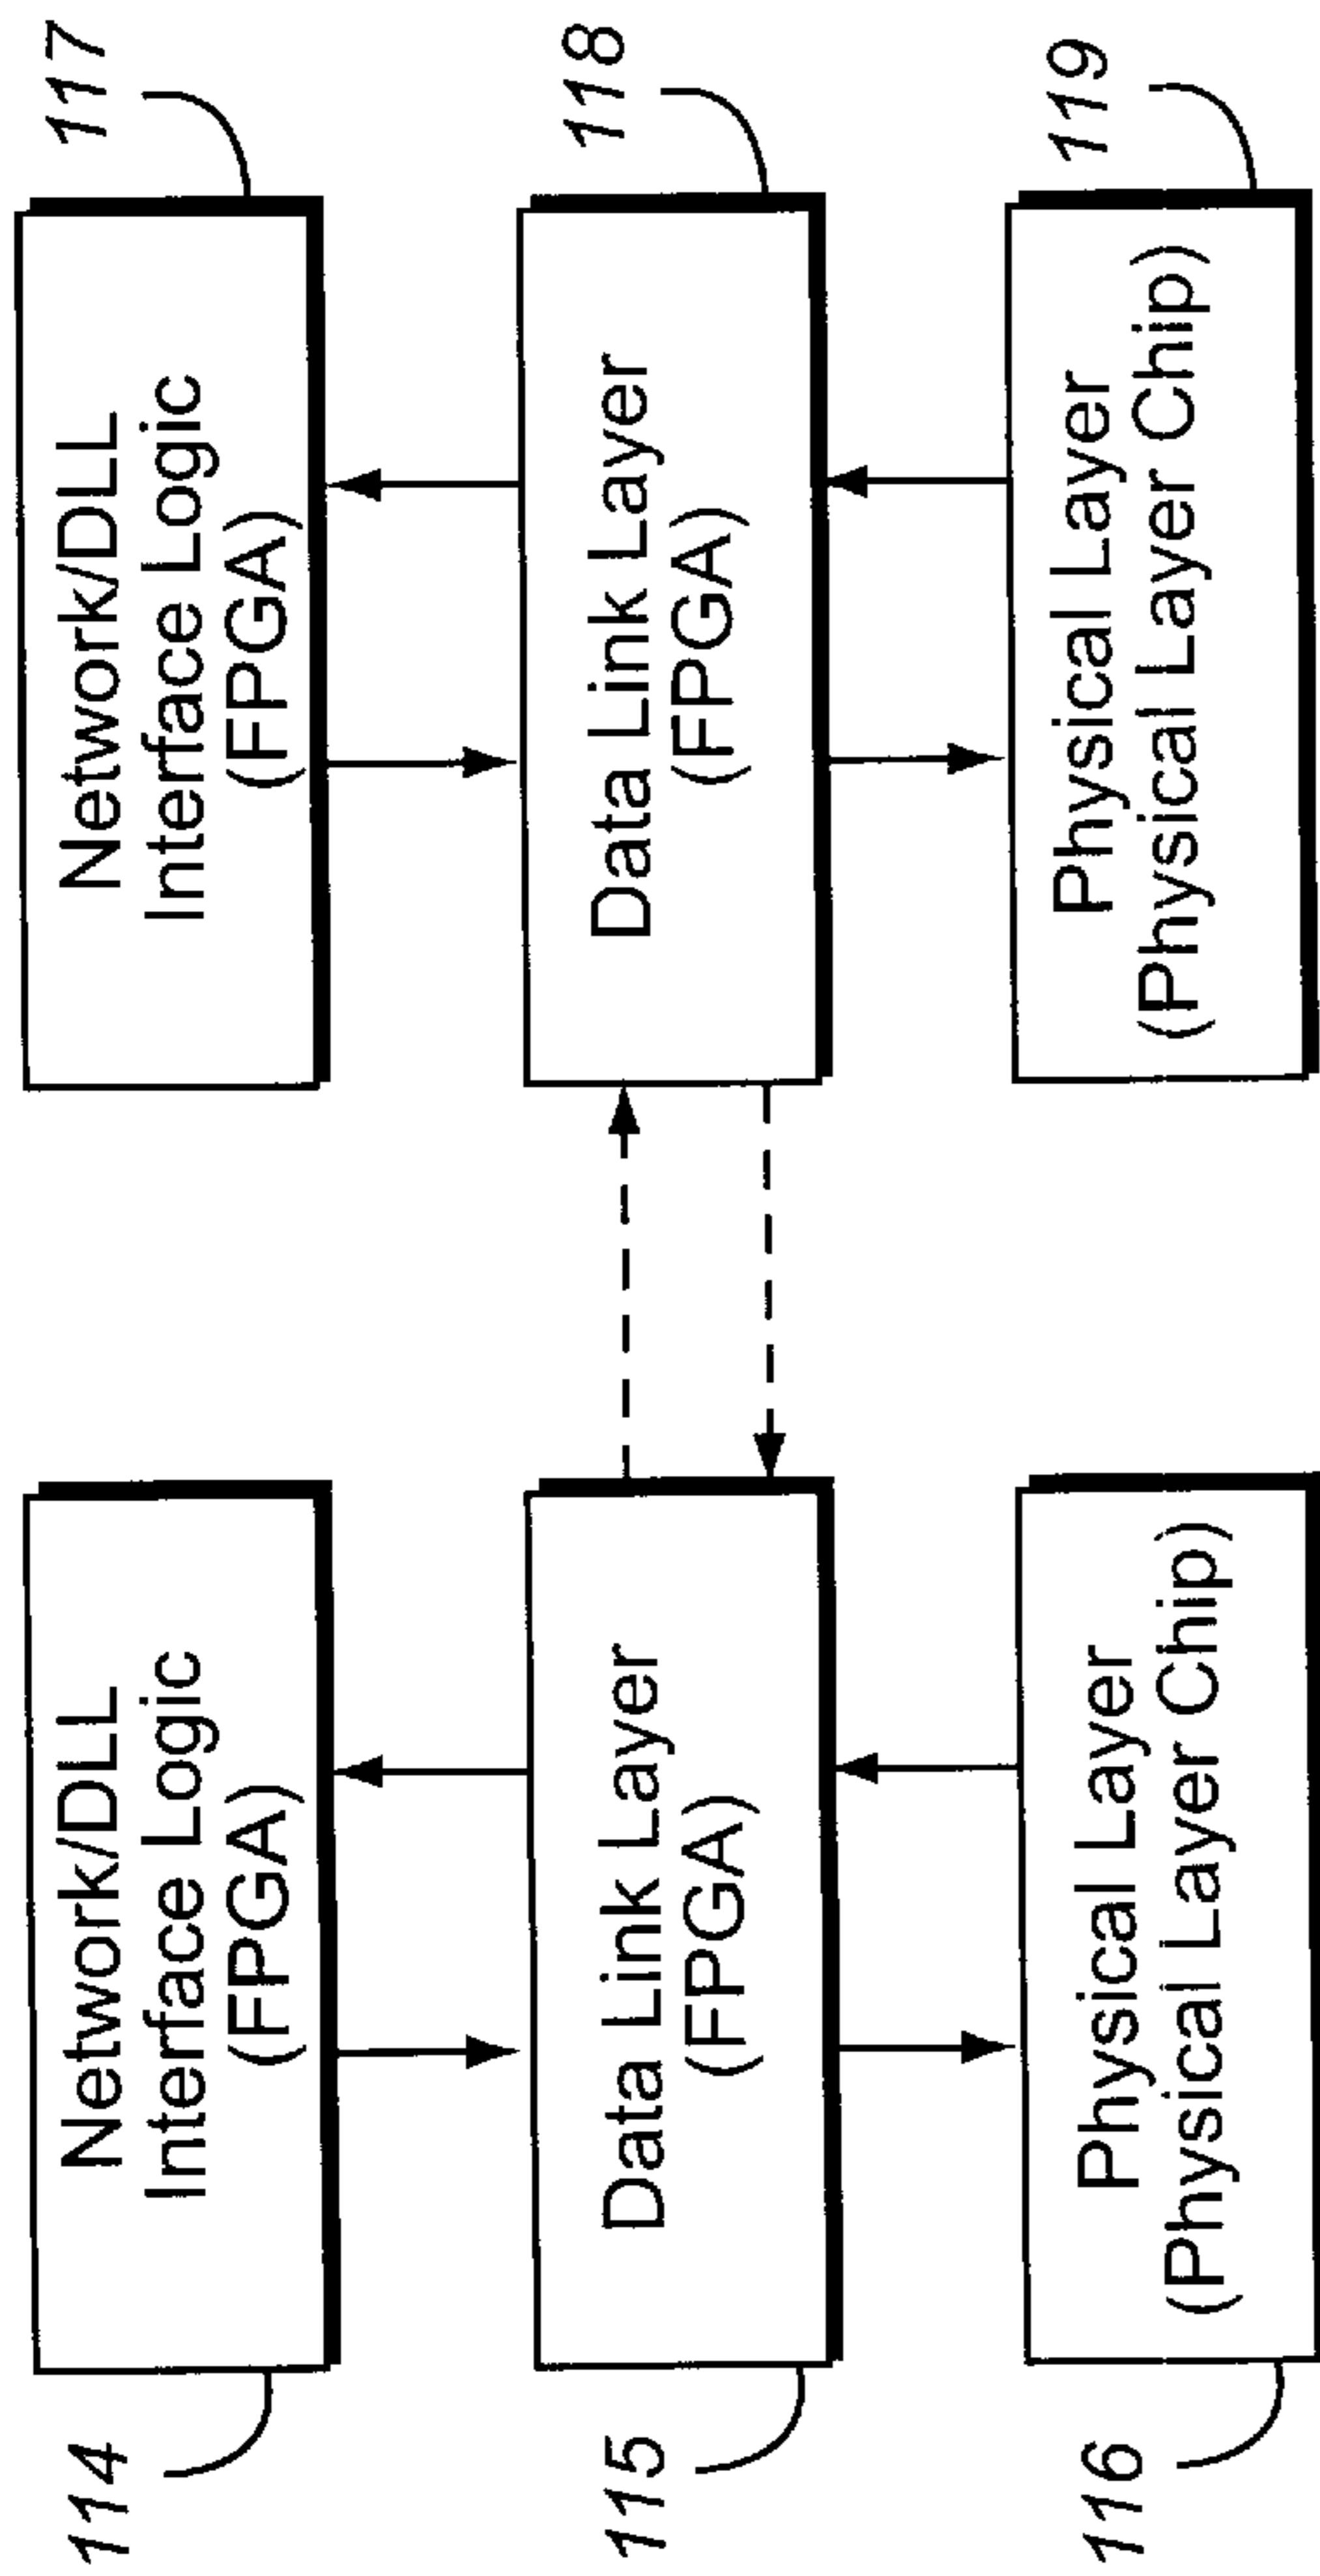 114
Network/DLL
Interface Logic
(FPGA)
115
Data Link Layer
(FPGA)
116
Physical Layer
(Physical Layer Chip)
117
Network/DLL
Interface Logic
(FPGA)
118
Data Link Layer
(FPGA)
119
Physical Layer
(Physical Layer Chip)